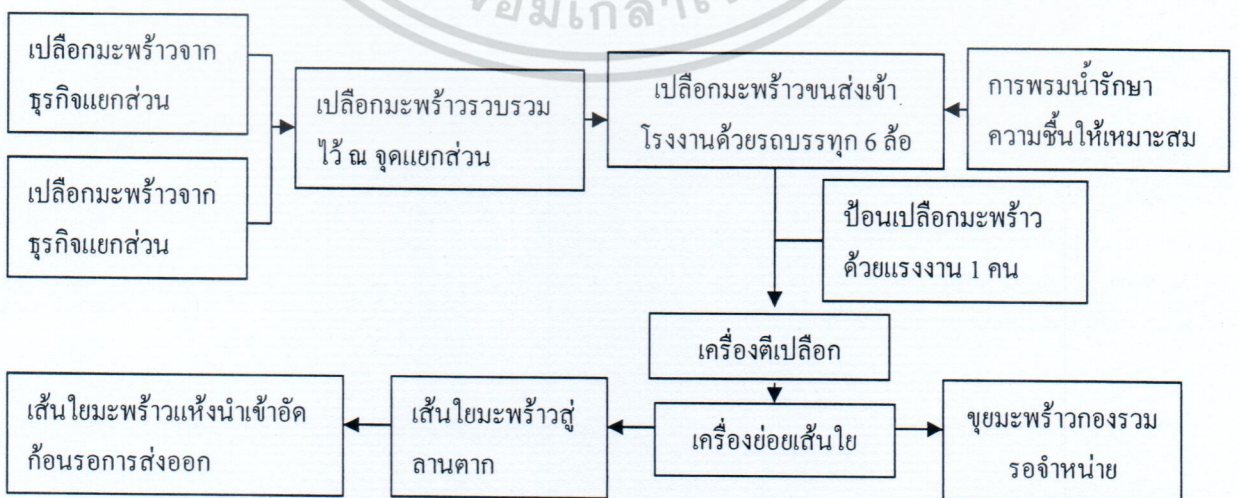 จอมเกล้า
เปลือกมะพร้าวจาก
ธุรกิจแยกส่วน
เปลือกมะพร้าวจาก
ธุรกิจแยกส่วน
เปลือกมะพร้าวรวบรวม
ไว้ ณ จุดแยกส่วน
เปลือกมะพร้าวขนส่งเข้า
โรงงานด้วยรถบรรทุก 6 ล้อ
การพรมน้ำรักษา
ความชื้นให้เหมาะสม
ป้อนเปลือกมะพร้าว
ด้วยแรงงาน 1 คน
เครื่องตีเปลือก
เครื่องย่อยเส้นใย
ขุยมะพร้าวกองรวม
รอจำหน่าย
เส้นใยมะพร้าวสู่
ลานตาก
เส้นใยมะพร้าวแห้งนำเข้าอัด
ก้อนรอการส่งออก